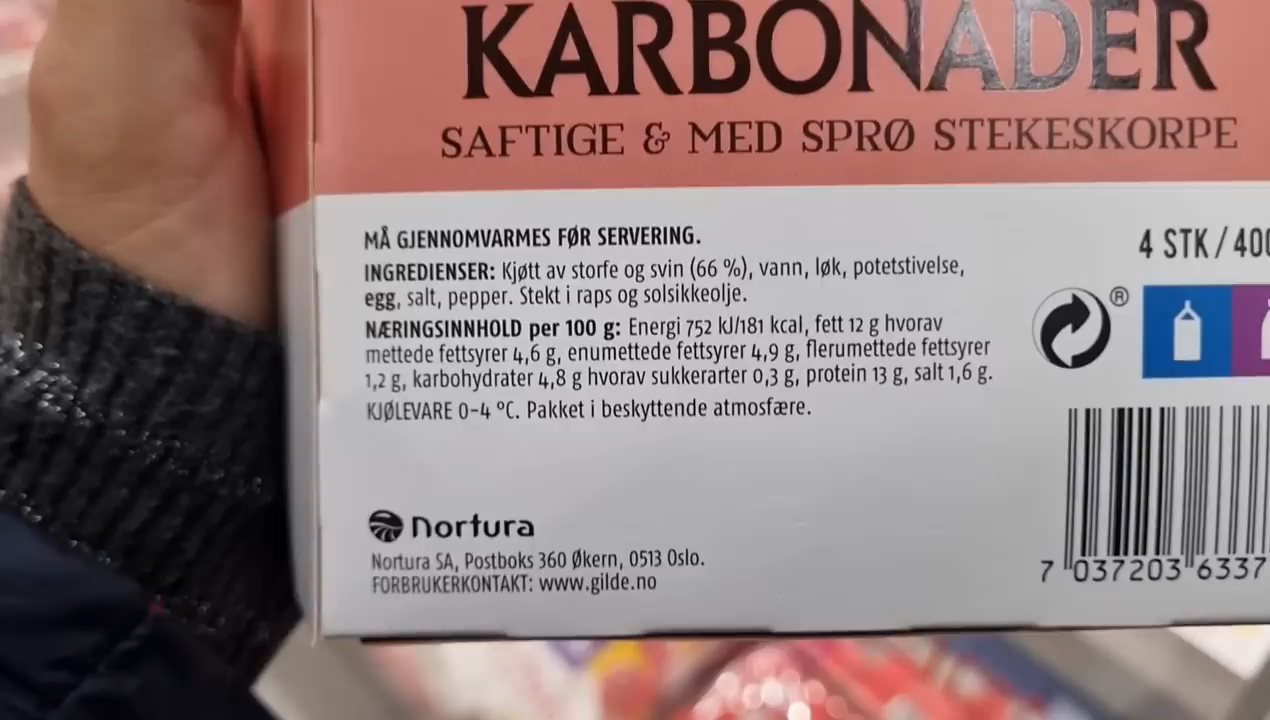 KARBONADER
SAFTIGE & MED SPRØ STEKESKORPE
MÅ GJENNOMVARMES FØR SERVERING.
INGREDIENSER: Kjøtt av storfe og svin (66 %), vann, løk, potetstivelse,
egg, salt, pepper. Stekt i raps og solsikkeolje.
NÆRINGSINNHOLD per 100 g: Energi 752 kJ/181 kcal, fett 12 g hvorav
mettede fettsyrer 4,6 g, enumettede fettsyrer 4,9 g, flerumettede fettsyrer
1,2 g, karbohydrater 4,8 g hvorav sukkerarter 0,3 g, protein 13 g, salt 1,6 g.
KJØLEVARE 0–4 °C. Pakket i beskyttende atmosfære.
nortura
Nortura SA, Postboks 360 Økern, 0513 Oslo.
FORBRUKERKONTAKT: www.gilde.no
4 STK / 400
®
7 037203 6337